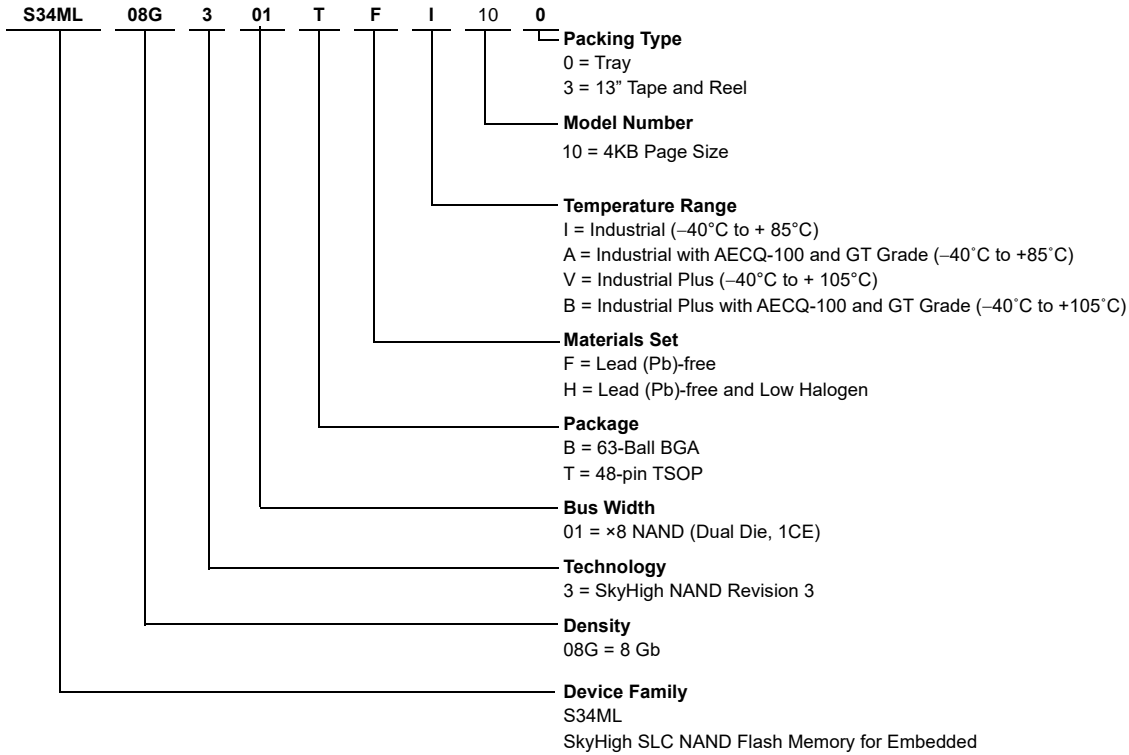 S34ML 08G 3 01 T F I 10 0
Packing Type
0 = Tray
3 = 13” Tape and Reel
Model Number
10 = 4KB Page Size
Temperature Range
I = Industrial (–40°C to + 85°C)
A = Industrial with AECQ-100 and GT Grade (–40˚C to +85˚C)
V = Industrial Plus (–40°C to + 105°C)
B = Industrial Plus with AECQ-100 and GT Grade (–40˚C to +105˚C)
Materials Set
F = Lead (Pb)-free
H = Lead (Pb)-free and Low Halogen
Package
B = 63-Ball BGA
T = 48-pin TSOP
Bus Width
01 = ×8 NAND (Dual Die, 1CE)
Technology
3 = SkyHigh NAND Revision 3
Density
08G = 8 Gb
Device Family
S34ML
SkyHigh SLC NAND Flash Memory for Embedded